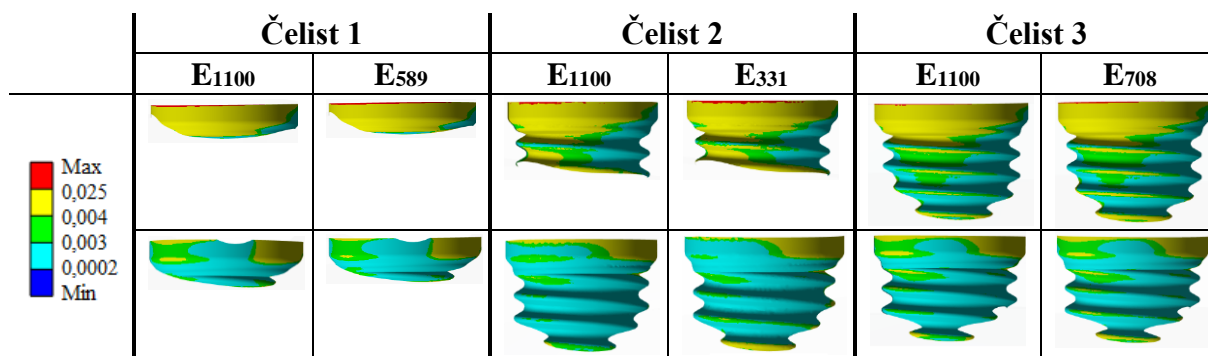 Čelist 1 Čelist 2 Čelist 3
E1100 E589 E1100 E331 E1100 E708
Max
0,025
0,004
0,003
0,0002
Min